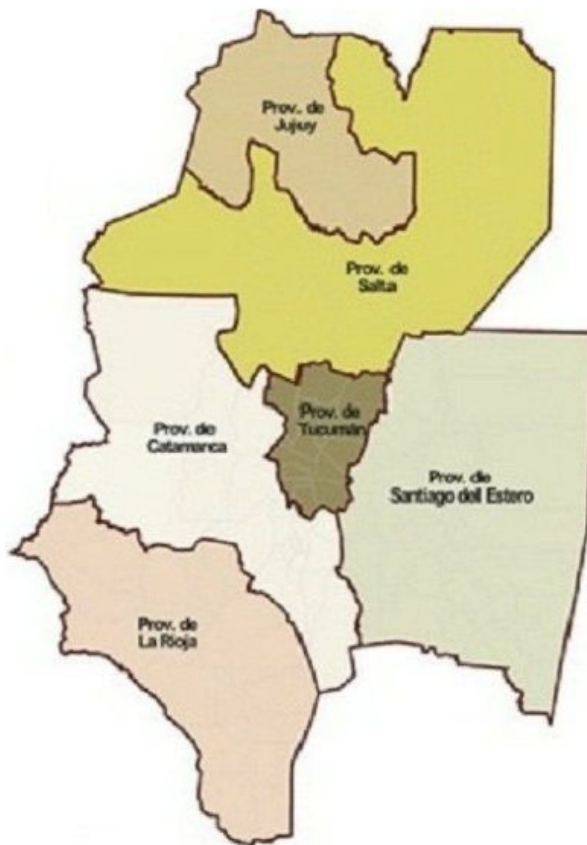 Prov. de
Jujuy
Prov. de
Salta
Prov. de
Tucumán
Prov. de
Catamarca
Prov. de
Santiago dell Estero
Prov. de
La Rioja